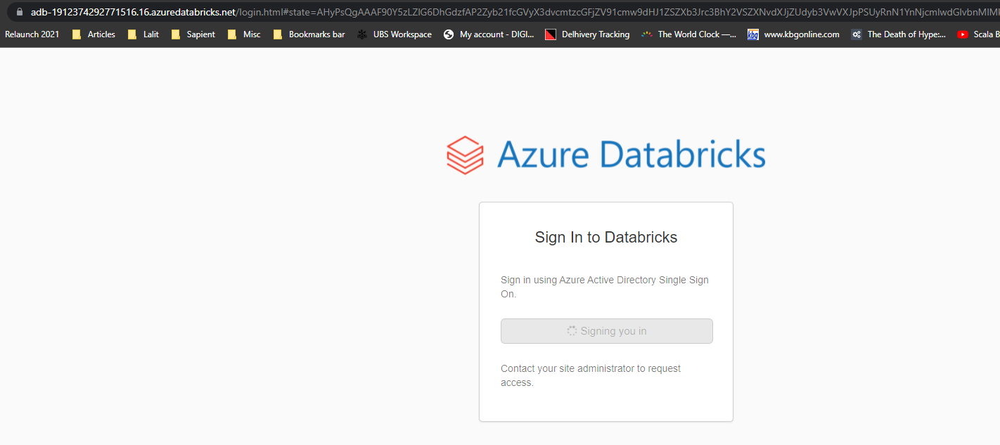 adb-1912374292771516.16.azuredatabricks.net/login.html#state=AHyPsQgAAAF90Y5zLZlG6DhGdzfAP2Zyb21fcGVyX3dvcmtzcGFjZV91cmw9dHJ1ZSZXb3Jrc3BhY2VSZXNvdXJjZUdyb3VwVXJpPSUyRnN1YnNjcmlwdGlvbnMlMk
Relaunch 2021 Articles Lalit Sapient Misc Bookmarks bar UBS Workspace My account - DIGI... Delhivery Tracking The World Clock —... kbg www.kbgonline.com The Death of Hype:... Scala B
Azure Databricks
Sign In to Databricks
Sign in using Azure Active Directory Single Sign
On.
Signing you in
Contact your site administrator to request
access.